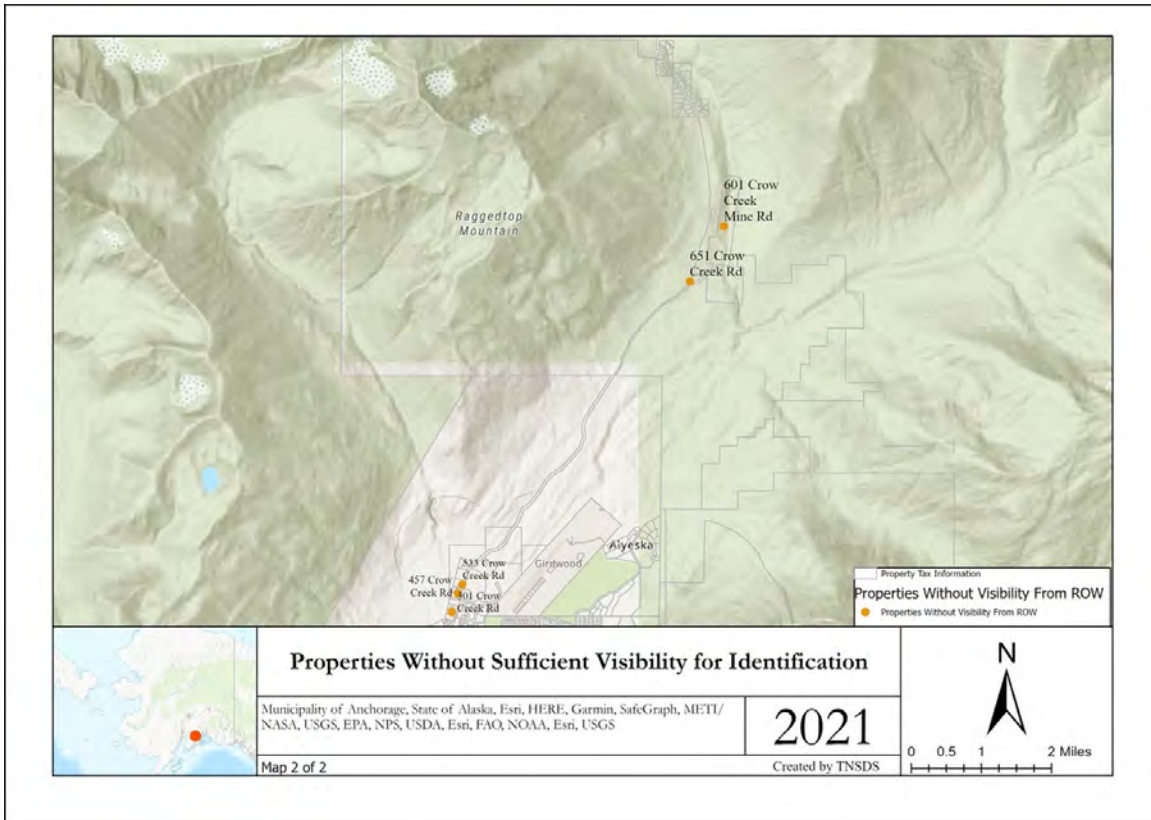 601 Crow
Creek
Mine Rd
Raggedtop
Mountain
651 Crow
Creek Rd
Alyeska
Girdwood
533 Crow
Creek Rd
457 Crow
Creek Rd
401 Crow
Creek Rd
Property Tax Information
Properties Without Visibility From ROW
Properties Without Visibility From ROW
Properties Without Sufficient Visibility for Identification
Municipality of Anchorage, State of Alaska, Esri, HERE, Garmin, SafeGraph, METI/
NASA, USGS, EPA, NPS, USDA, Esri, FAO, NOAA, Esri, USGS
2021
Map 2 of 2
Created by TNSDS
N
0 0.5 1 2 Miles